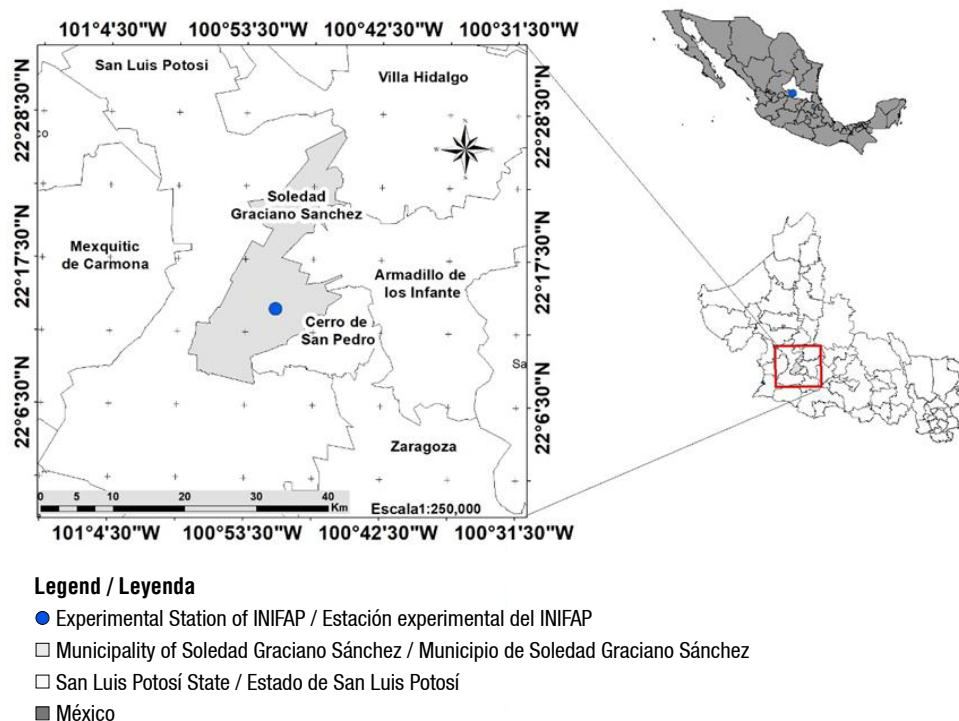 101°4'30"W 100°53'30"W 100°42'30"W 100°31'30"W
22°28'30"N
22°17'30"N
22°6'30"N
San Luis Potosi
Villa Hidalgo
co
N
W
Soledad
Graciano Sanchez
Mexquitic
de Carmona
Armadillo de
los Infante
Cerro de
San Pedro
Sa
Zaragoza
0 5 10 20 30 40
Km
Escala1:250,000
22°28'30"N
22°17'30"N
22°6'30"N
101°4'30"W 100°53'30"W 100°42'30"W 100°31'30"W
Legend / Leyenda
Experimental Station of INIFAP / Estación experimental del INIFAP
Municipality of Soledad Graciano Sánchez / Municipio de Soledad Graciano Sánchez
San Luis Potosí State / Estado de San Luis Potosí
México